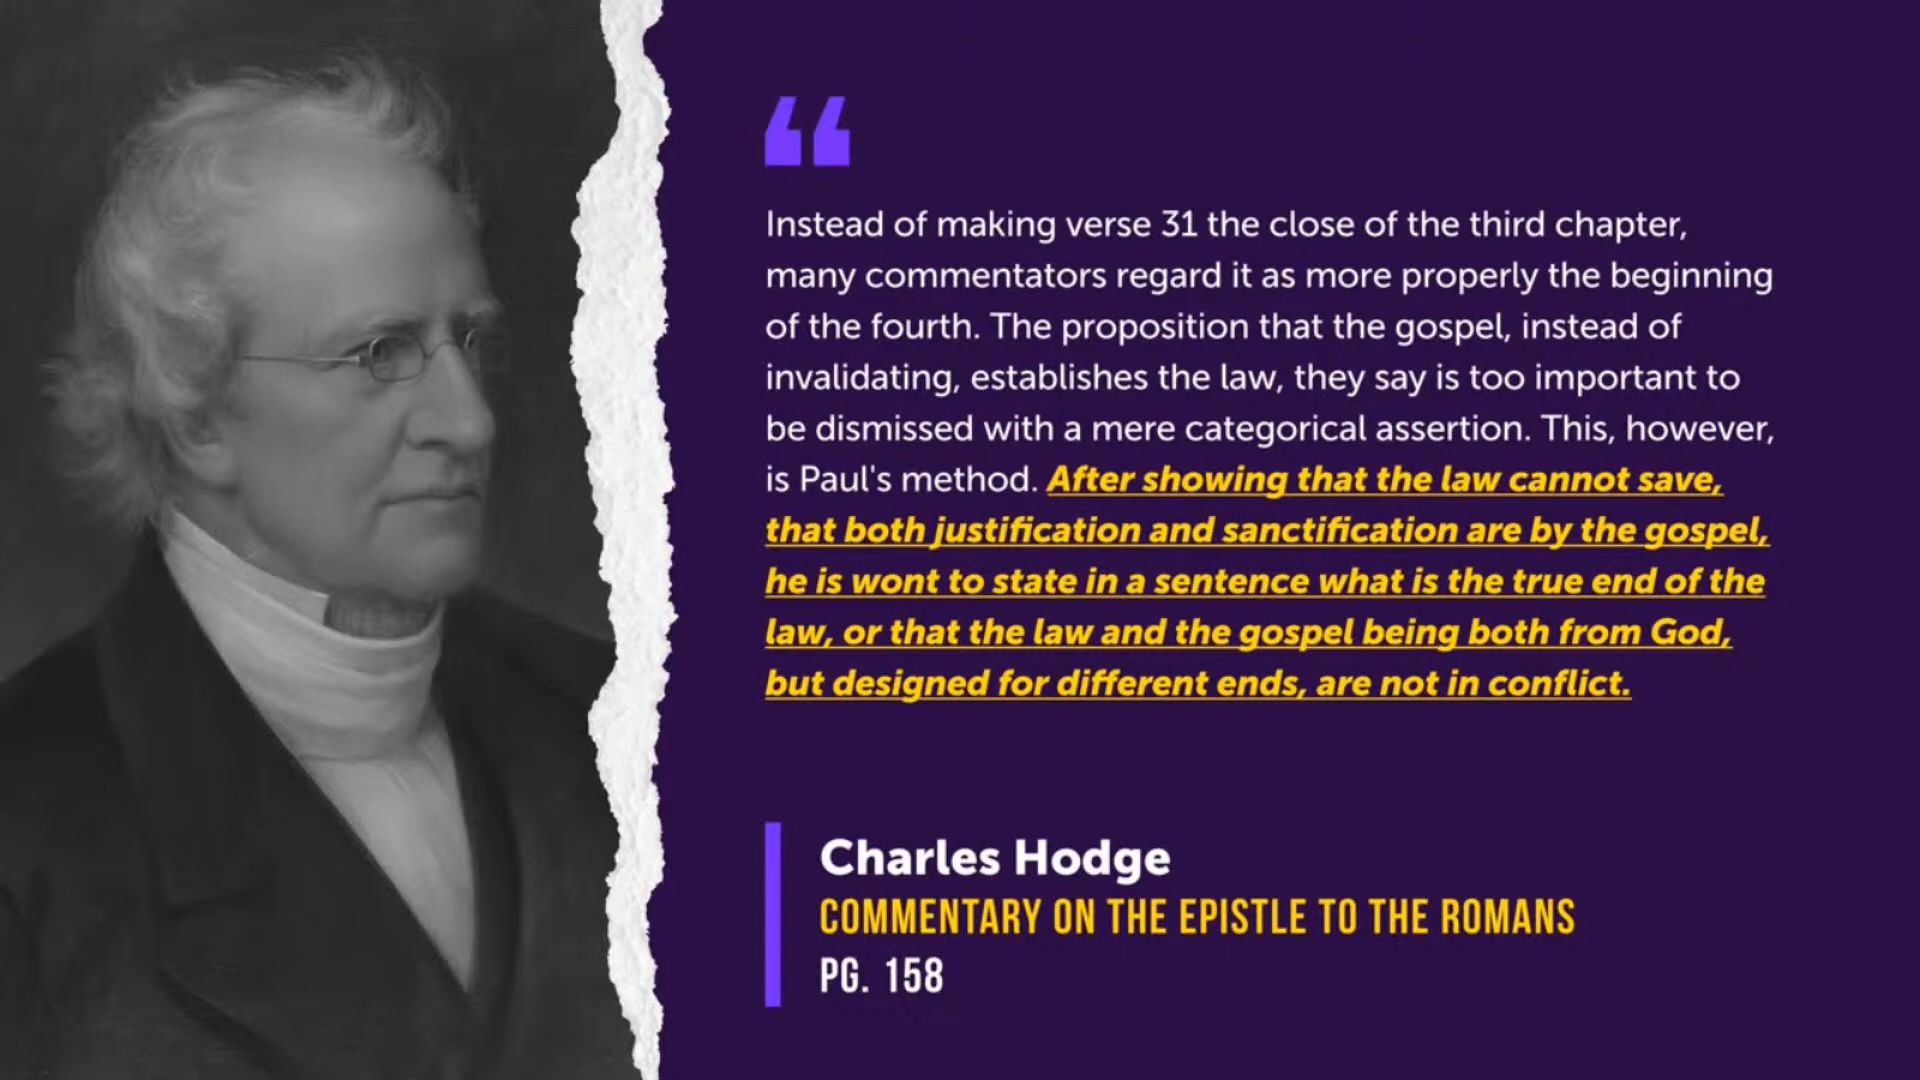 “
Instead of making verse 31 the close of the third chapter,
many commentators regard it as more properly the beginning
of the fourth. The proposition that the gospel, instead of
invalidating, establishes the law, they say is too important to
be dismissed with a mere categorical assertion. This, however,
is Paul's method. After showing that the law cannot save,
that both justification and sanctification are by the gospel,
he is wont to state in a sentence what is the true end of the
law, or that the law and the gospel being both from God,
but designed for different ends, are not in conflict.
Charles Hodge
COMMENTARY ON THE EPISTLE TO THE ROMANS
PG. 158